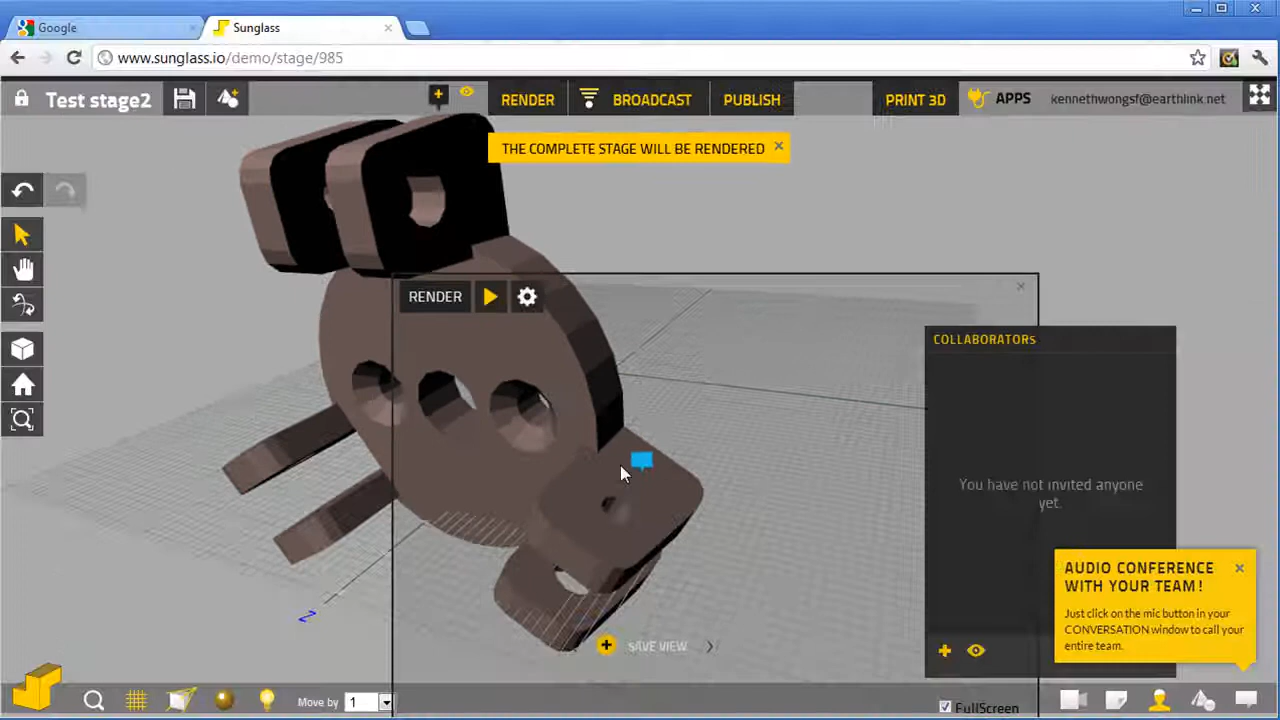 Google
Sunglass
www.sunglass.io/demo/stage/985
Test stage2
RENDER
BROADCAST
PUBLISH
PRINT 3D
APPS
kennethwongsf@earthlink.net
THE COMPLETE STAGE WILL BE RENDERED
RENDER
COLLABORATORS
You have not invited anyone
yet.
AUDIO CONFERENCE
WITH YOUR TEAM!
Just click on the mic button in your
CONVERSATION window to call your
entire team.
Z
SAVE VIEW
Move by
1
FullScreen